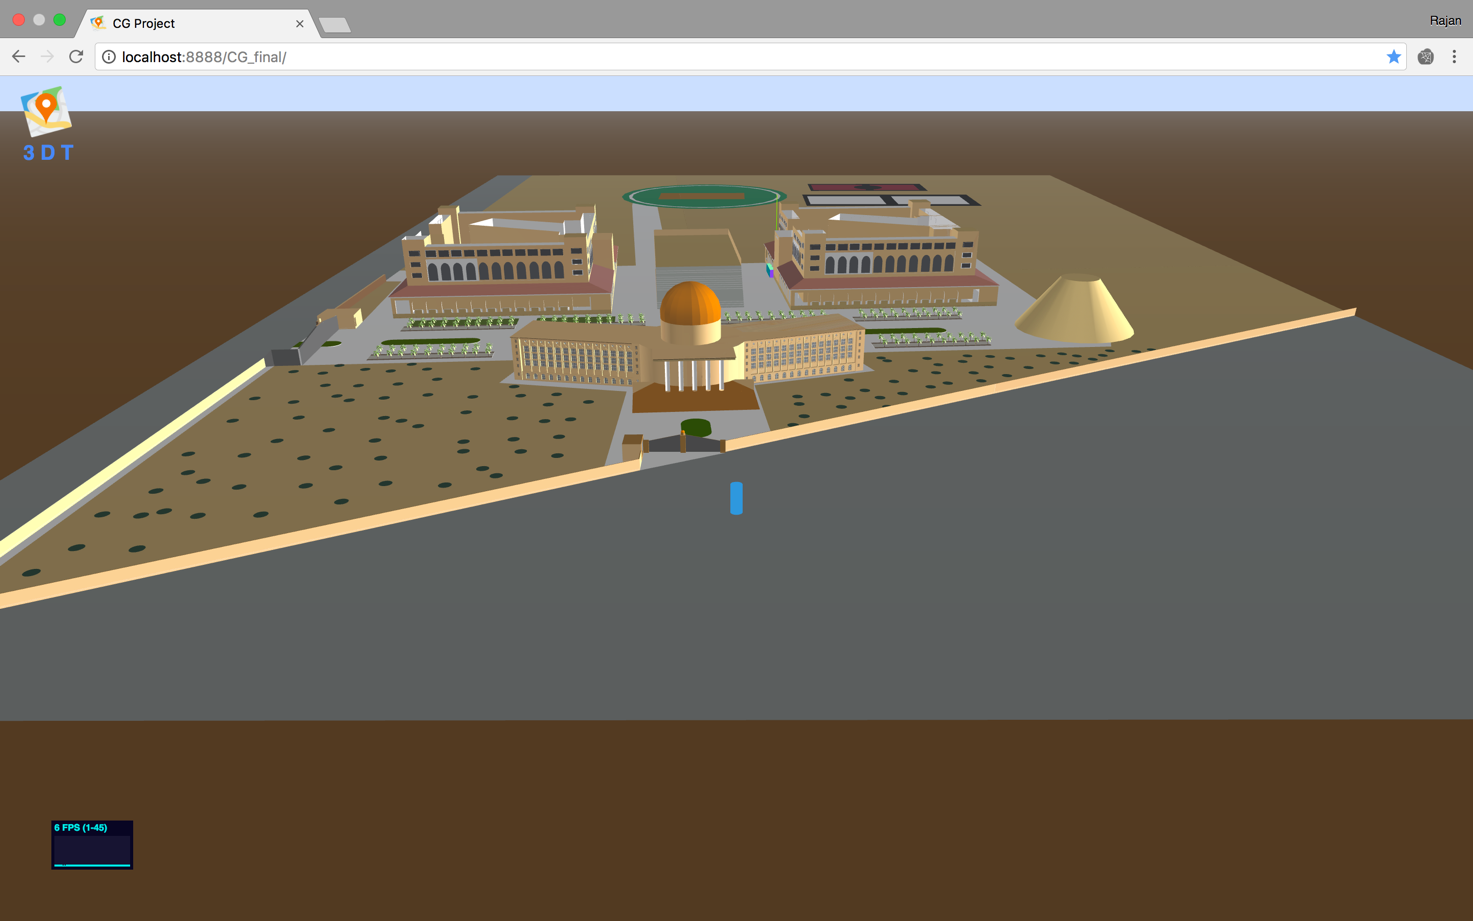 CG Project
Rajan
localhost:8888/CG_final/
3 D T
6 FPS (1-45)